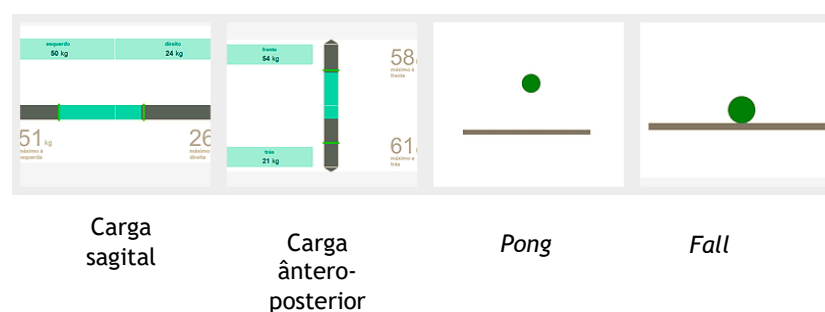 esquerdo
50 kg
direito
24 kg
51 kg
máximo à
esquerda
26
máximo
direita
frente
54 kg
58
máximo à
frente
trás
21 kg
61
máximo à
trás
Carga
sagital
Carga
ântero-
posterior
Pong
Fall